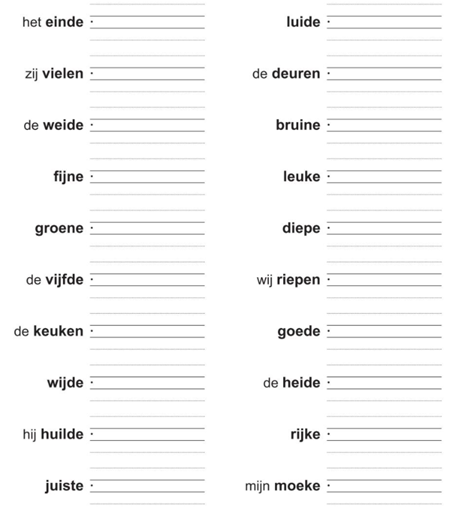 het einde
zij vielen
de weide
fijne
groene
de vijfde
de keuken
wijde
hij huilde
juiste
luide
de deuren
bruine
leuke
diepe
wij riepen
goede
de heide
rijke
mijn moeke